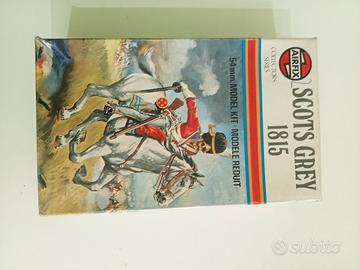 AIRFIX
COLLECTORS
SERIES
SCOTS GREY
1815
54mm. MODEL KIT · MODELE REDUIT
subito